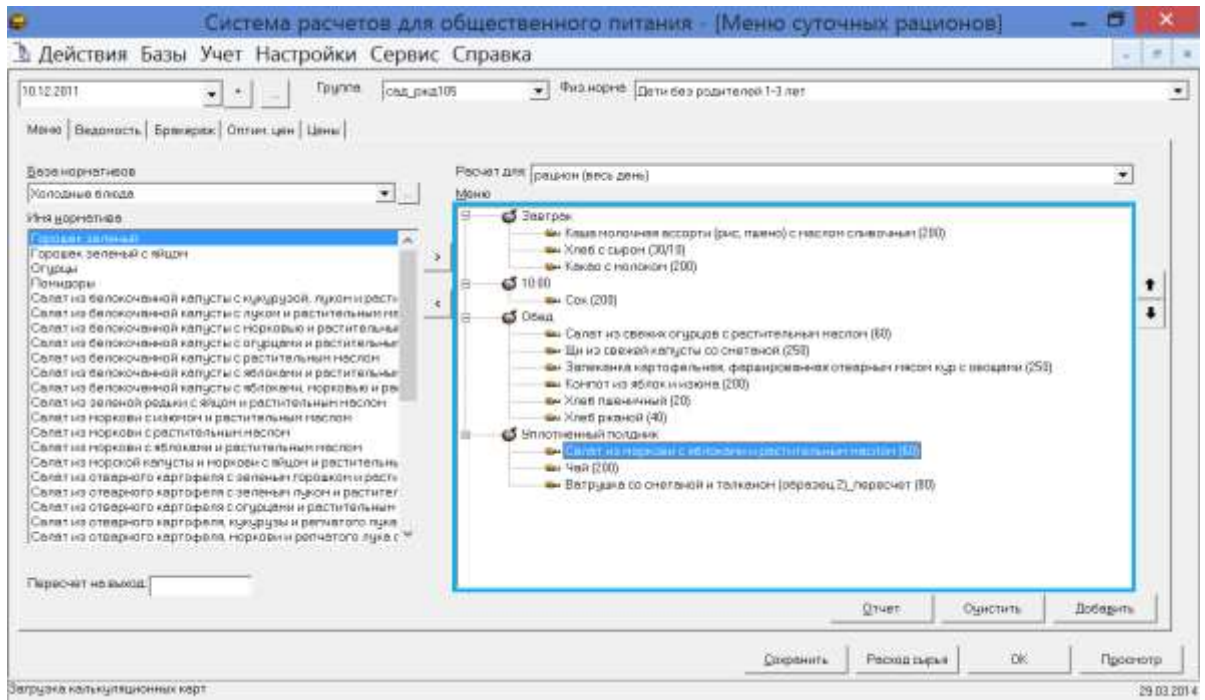 Система расчетов для общественного питания - [Меню суточных рационов]
Действия Базы Учет Настройки Сервис Справка
10.12.2011 * ... Группа сад_ржд105 Физ.норма Дети без родителей 1-3 лет
Меню Ведомость Бракераж Оптим. цен Цены
База нормативов
Холодные блюда ...
Имя норматива
Горошек зеленый
Горошек зеленый с яйцом
Огурцы
Помидоры
Салат из белокочанной капусты с кукурузой, луком и расти
Салат из белокочанной капусты с луком и растительным ма
Салат из белокочанной капусты с морковью и растительны
Салат из белокочанной капусты с огурцами и растительны
Салат из белокочанной капусты с растительным маслом
Салат из белокочанной капусты с яблоками и растительны
Салат из белокочанной капусты с яблоками, морковью и ра
Салат из зеленой редьки с яйцом и растительным маслом
Салат из моркови с изюмом и растительным маслом
Салат из моркови с растительным маслом
Салат из моркови с яблоками и растительным маслом
Салат из морской капусты и моркови с яйцом и растительн
Салат из отварного картофеля с зеленым горошком и расти
Салат из отварного картофеля с зеленым луком и растител
Салат из отварного картофеля с огурцами и растительным
Салат из отварного картофеля, кукурузы и репчатого лука
Салат из отварного картофеля, моркови и репчатого лука с
Пересчет на выход:
>
<
Расчет для: рацион (весь день)
Меню
Завтрак
Каша молочная ассорти (рис, пшено) с маслом сливочным (200)
Хлеб с сыром (30/10)
Какао с молоком (200)
10:00
Сок (200)
Обед
Салат из свежих огурцов с растительным маслом (60)
Щи из свежей капусты со сметаной (250)
Запеканка картофельная, фаршированная отварным мясом кур с овощами (250)
Компот из яблок и изюма (200)
Хлеб пшеничный (20)
Хлеб ржаной (40)
Уплотненный полдник
Салат из моркови с яблоками и растительным маслом (60)
Чай (200)
Ватрушка со сметаной и талканом (образец 2)_пересчет (80)
Отчет Очистить Добавить
Сохранить Расход сырья ОК Просмотр
Загрузка калькуляционных карт 29.03.2014